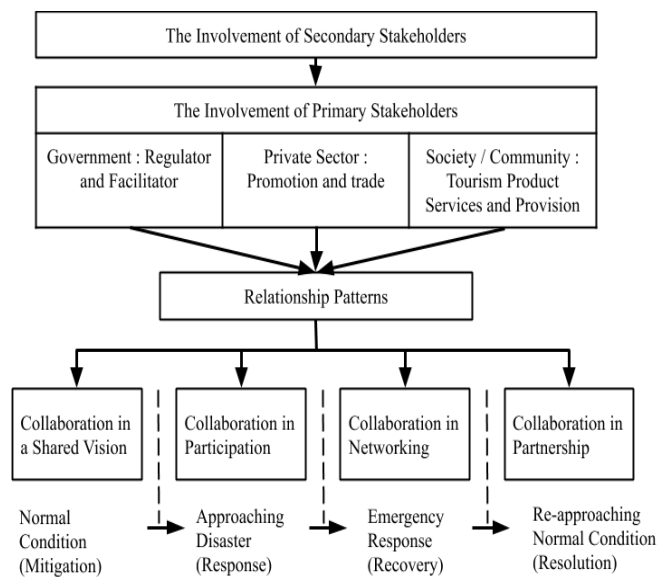 The Involvement of Secondary Stakeholders
The Involvement of Primary Stakeholders
Government : Regulator
and Facilitator
Private Sector :
Promotion and trade
Society / Community :
Tourism Product
Services and Provision
Relationship Patterns
Collaboration in
a Shared Vision
Collaboration in
Participation
Collaboration in
Networking
Collaboration in
Partnership
Normal
Condition
(Mitigation)
Approaching
Disaster
(Response)
Emergency
Response
(Recovery)
Re-approaching
Normal Condition
(Resolution)